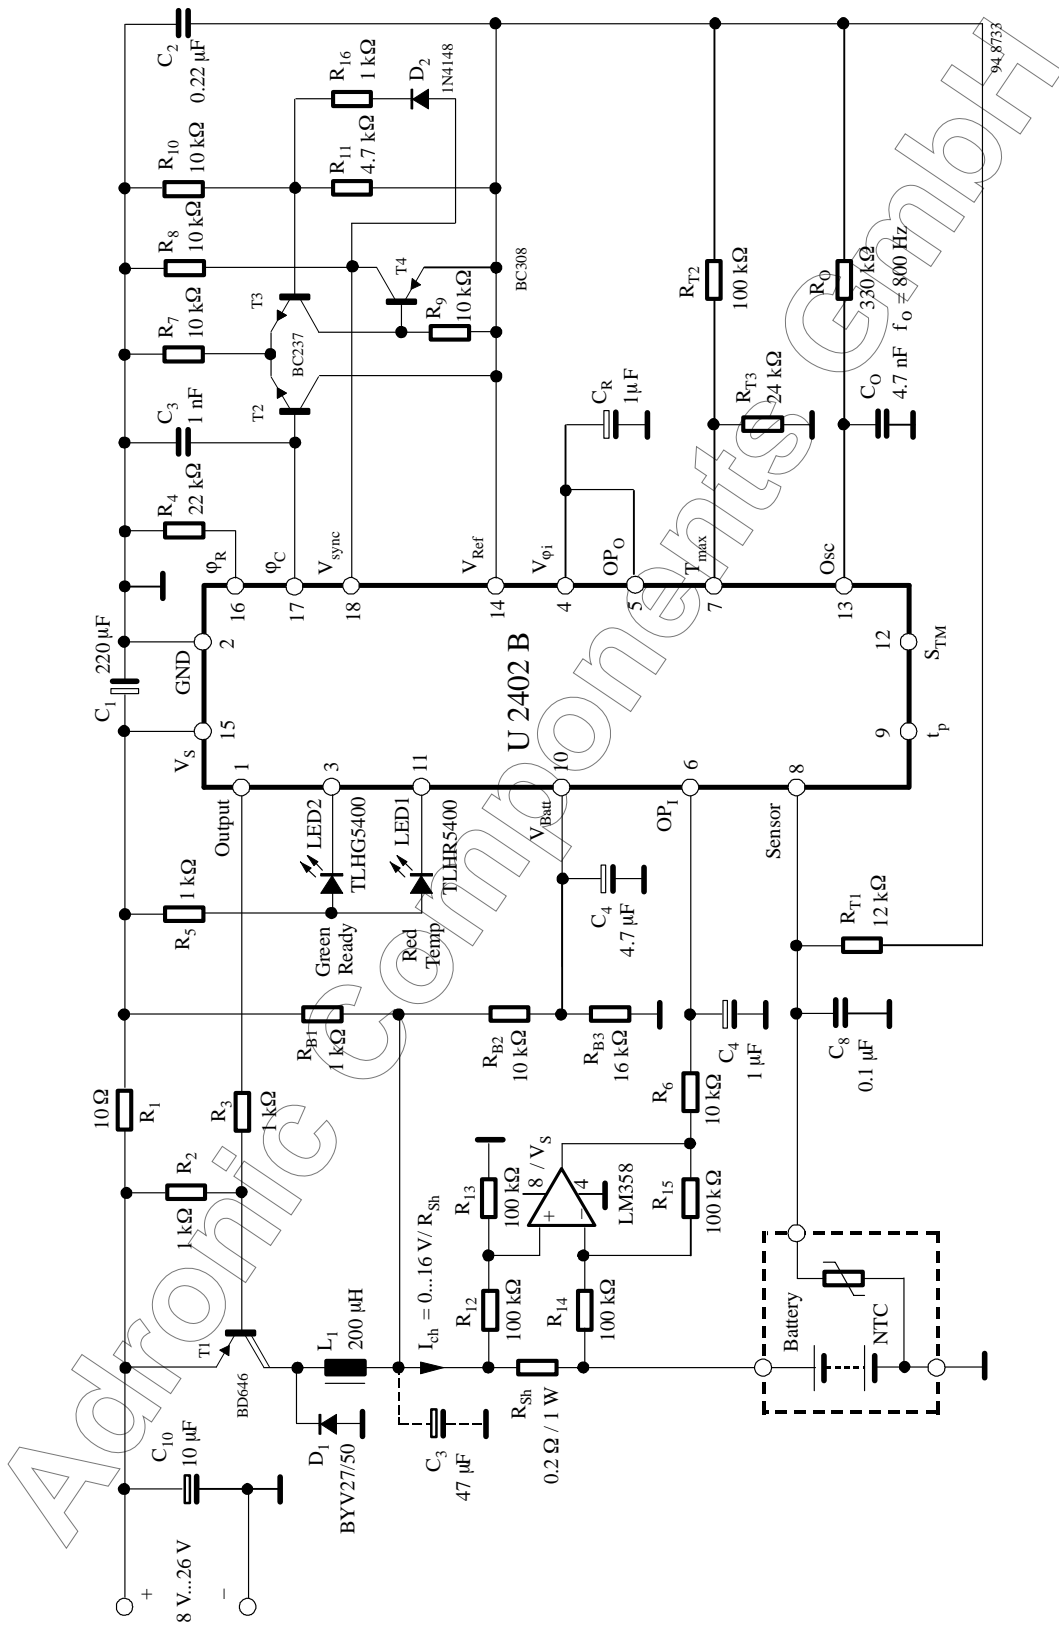 +
8 V...26 V
−
C10
10 µF
T1
BD646
D1
BYV27/50
L1
200 µH
C3
47 µF
1 kΩ
R2
R3
1 kΩ
10 Ω
R1
Ich = 0...16 V/ RSh
RSh
0.2 Ω / 1 W
R12
100 kΩ
R13
100 kΩ
R14
100 kΩ
R15
100 kΩ
8 / VS
+
−
4
LM358
R6
10 kΩ
C4
1 µF
Battery
NTC
RB1
1 kΩ
RB2
10 kΩ
RB3
16 kΩ
C8
0.1 µF
RT1
12 kΩ
R5
1 kΩ
Green
Ready
Red
Temp
LED2
TLHG5400
LED1
TLHR5400
C4
4.7 µF
Output
VBatt
OPI
Sensor
1
3
11
10
6
8
VS
15
GND
2
C1
220 µF
U 2402 B
9
tp
12
STM
16
17
18
14
4
5
7
13
φR
φC
Vsync
VRef
Vφi
OPO
Tmax
Osc
R4
22 kΩ
C3
1 nF
R7
10 kΩ
R8
10 kΩ
R10
10 kΩ
C2
0.22 µF
T2
BC237
T3
T4
R9
10 kΩ
BC308
R11
4.7 kΩ
R16
1 kΩ
D2
1N4148
CR
1µF
RT2
100 kΩ
RT3
24 kΩ
RO
330 kΩ
CO
4.7 nF
fO = 800 Hz
94 8733
Adronic Components GmbH